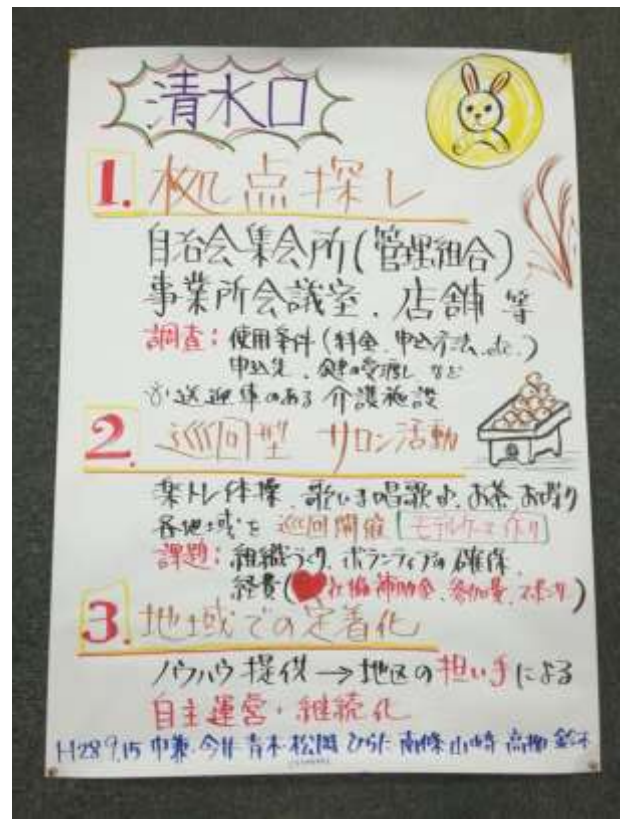 清水口
1. 拠点探し
自治会集会所(管理組合)
事業所会議室、店舗 等
調査: 使用条件(料金、申込方法、etc.)
申込先、鍵の受渡し など
送迎車のある 介護施設
2. 巡回型 サロン活動
楽トレ体操 歌いま唱歌 お茶 おしゃべり
各地域を 巡回開催 モデルケース作り
課題: 組織づくり、ボランティアの確保、
経費(♥社協補助金、参加費、スポンサー)
3. 地域での定着化
ノウハウ提供→地区の担い手による
自主運営・継続化
H28 9.15 中兼 今井 青木 松岡 ひらた 南條 山崎 高柳 鈴木